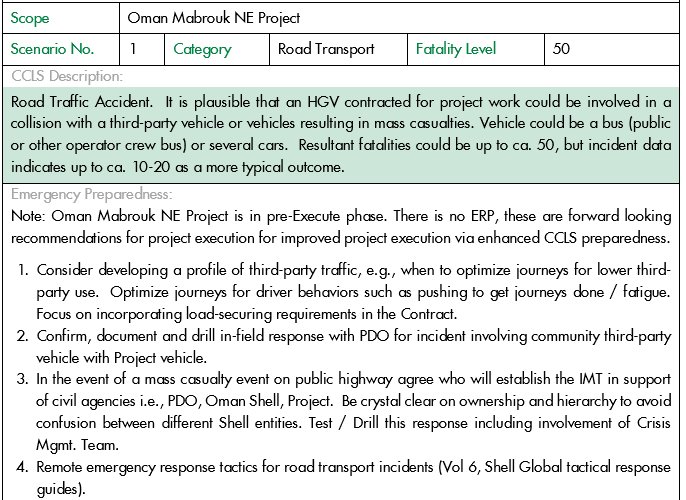 Scope Oman Mabrouk NE Project
Scenario No. 1 Category Road Transport Fatality Level 50
CCLS Description:
Road Traffic Accident. It is plausible that an HGV contracted for project work could be involved in a
collision with a third-party vehicle or vehicles resulting in mass casualties. Vehicle could be a bus (public
or other operator crew bus) or several cars. Resultant fatalities could be up to ca. 50, but incident data
indicates up to ca. 10-20 as a more typical outcome.
Emergency Preparedness:
Note: Oman Mabrouk NE Project is in pre-Execute phase. There is no ERP, these are forward looking
recommendations for project execution for improved project execution via enhanced CCLS preparedness.
1. Consider developing a profile of third-party traffic, e.g., when to optimize journeys for lower third-
party use. Optimize journeys for driver behaviors such as pushing to get journeys done / fatigue.
Focus on incorporating load-securing requirements in the Contract.
2. Confirm, document and drill in-field response with PDO for incident involving community third-party
vehicle with Project vehicle.
3. In the event of a mass casualty event on public highway agree who will establish the IMT in support
of civil agencies i.e., PDO, Oman Shell, Project. Be crystal clear on ownership and hierarchy to avoid
confusion between different Shell entities. Test / Drill this response including involvement of Crisis
Mgmt. Team.
4. Remote emergency response tactics for road transport incidents (Vol 6, Shell Global tactical response
guides).